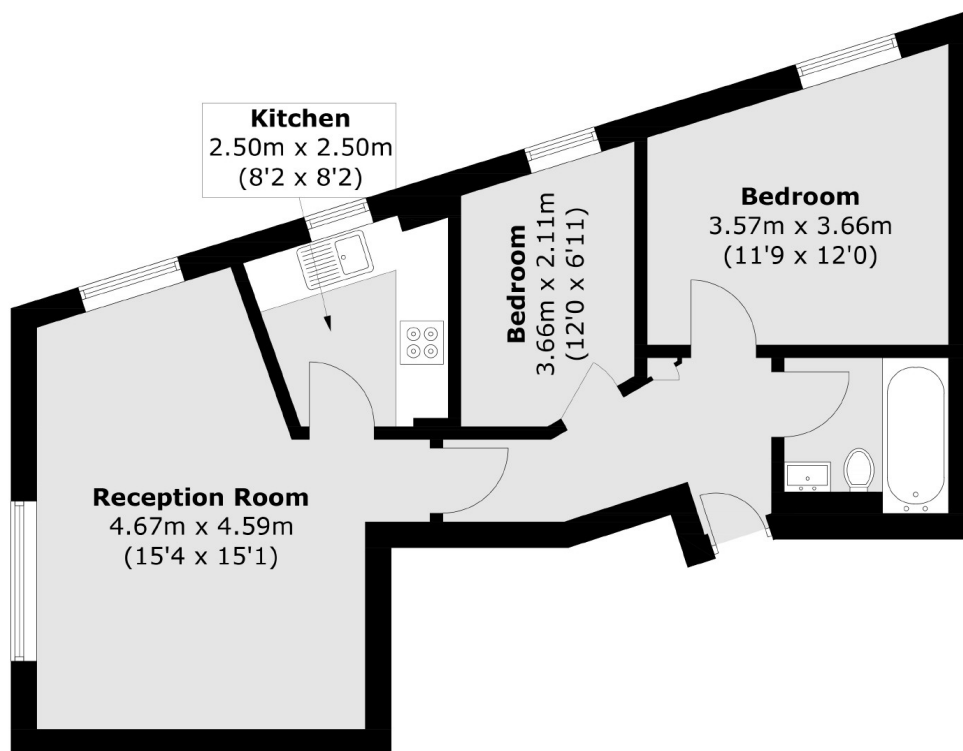 Kitchen
2.50m x 2.50m
(8'2 x 8'2)
Bedroom
3.66m x 2.11m
(12'0 x 6'11)
Bedroom
3.57m x 3.66m
(11'9 x 12'0)
Reception Room
4.67m x 4.59m
(15'4 x 15'1)